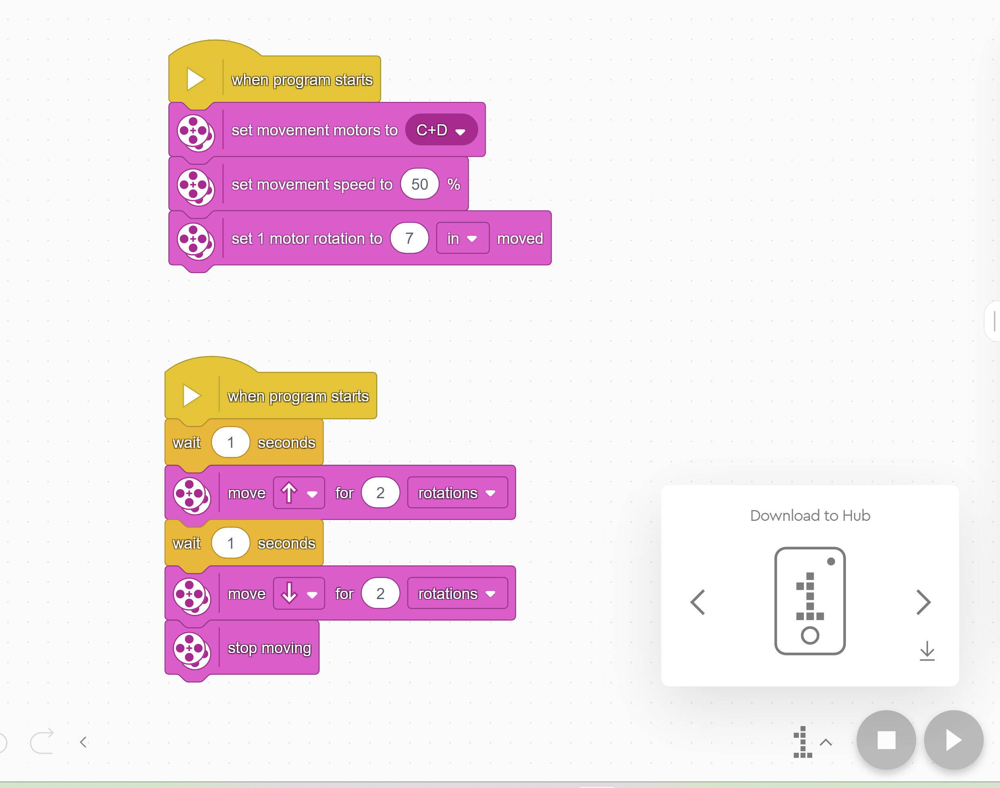 when program starts
set movement motors to C+D
set movement speed to 50 %
set 1 motor rotation to 7 in moved
when program starts
wait 1 seconds
move for 2 rotations
wait 1 seconds
move for 2 rotations
stop moving
Download to Hub
1
1